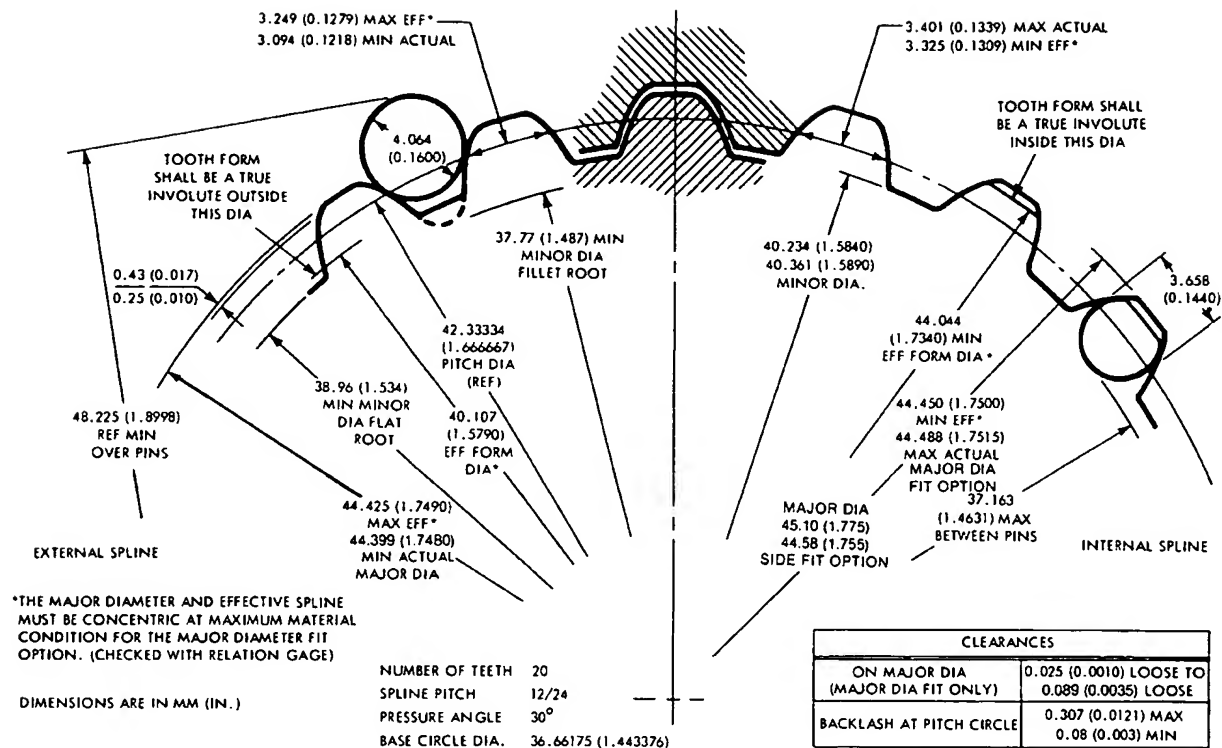 3.249 (0.1279) MAX EFF*
3.094 (0.1218) MIN ACTUAL
3.401 (0.1339) MAX ACTUAL
3.325 (0.1309) MIN EFF*
4.064
(0.1600)
TOOTH FORM
SHALL BE A TRUE
INVOLUTE OUTSIDE
THIS DIA
TOOTH FORM SHALL
BE A TRUE INVOLUTE
INSIDE THIS DIA
0.43 (0.017)
0.25 (0.010)
37.77 (1.487) MIN
MINOR DIA
FILLET ROOT
40.234 (1.5840)
40.361 (1.5890)
MINOR DIA.
3.658
(0.1440)
42.33334
(1.666667)
PITCH DIA
(REF)
44.044
(1.7340) MIN
EFF FORM DIA*
48.225 (1.8998)
REF MIN
OVER PINS
38.96 (1.534)
MIN MINOR
DIA FLAT
ROOT
40.107
(1.5790)
EFF FORM
DIA*
44.450 (1.7500)
MIN EFF*
44.488 (1.7515)
MAX ACTUAL
MAJOR DIA
FIT OPTION
44.425 (1.7490)
MAX EFF*
44.399 (1.7480)
MIN ACTUAL
MAJOR DIA
MAJOR DIA
45.10 (1.775)
44.58 (1.755)
SIDE FIT OPTION
37.163
(1.4631) MAX
BETWEEN PINS
EXTERNAL SPLINE
INTERNAL SPLINE
*THE MAJOR DIAMETER AND EFFECTIVE SPLINE
MUST BE CONCENTRIC AT MAXIMUM MATERIAL
CONDITION FOR THE MAJOR DIAMETER FIT
OPTION. (CHECKED WITH RELATION GAGE)
DIMENSIONS ARE IN MM (IN.)
NUMBER OF TEETH 20
SPLINE PITCH 12/24
PRESSURE ANGLE 30°
BASE CIRCLE DIA. 36.66175 (1.443376)
CLEARANCES
ON MAJOR DIA 0.025 (0.0010) LOOSE TO
(MAJOR DIA FIT ONLY) 0.089 (0.0035) LOOSE
BACKLASH AT PITCH CIRCLE 0.307 (0.0121) MAX
0.08 (0.003) MIN